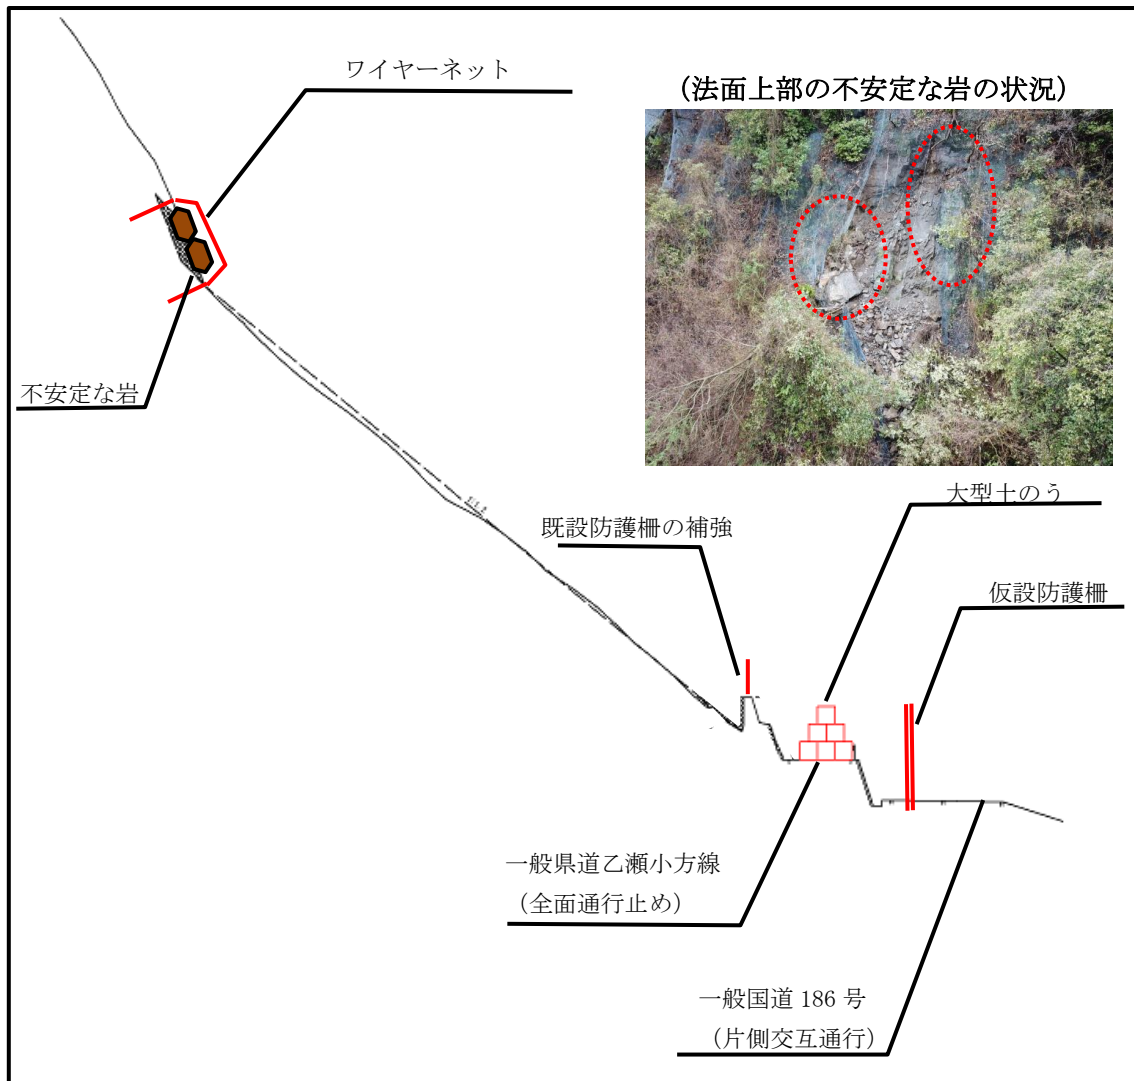 ワイヤーネット
(法面上部の不安定な岩の状況)
不安定な岩
大型土のう
既設防護柵の補強
仮設防護柵
一般県道乙瀬小方線
(全面通行止め)
一般国道 186 号
(片側交互通行)